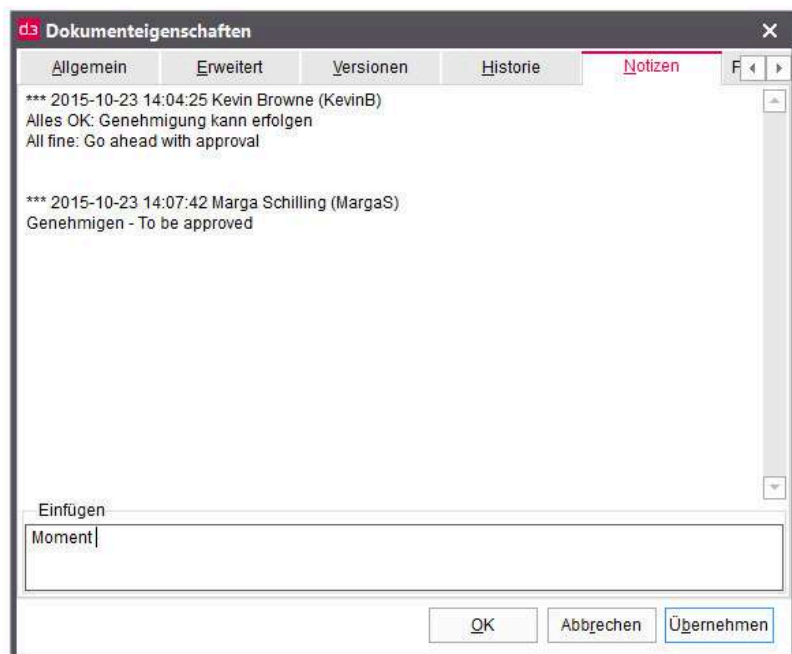 d.3 Dokumenteigenschaften
Allgemein Erweitert Versionen Historie Notizen F
*** 2015-10-23 14:04:25 Kevin Browne (KevinB)
Alles OK: Genehmigung kann erfolgen
All fine: Go ahead with approval
*** 2015-10-23 14:07:42 Marga Schilling (MargaS)
Genehmigen - To be approved
Einfügen
Moment
OK Abbrechen Übernehmen